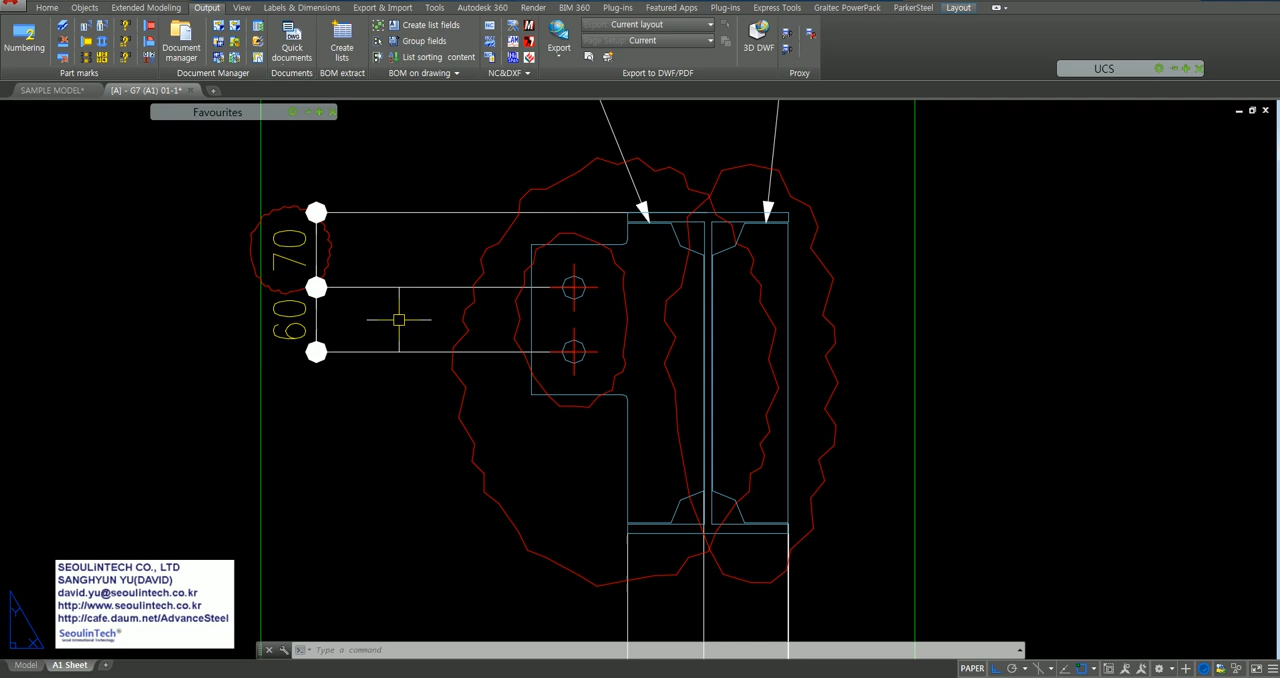 Home Objects Extended Modeling Output View Labels & Dimensions Export & Import Tools Autodesk 360 Render BIM 360 Plug-ins Featured Apps Plug-ins Express Tools Graitec PowerPack ParkerSteel Layout
Numbering
Document manager
Quick documents
Create lists
Create list fields
Group fields
List sorting content
NC
DXF
Export
Current layout
Current
3D DWF
Part marks
Document Manager
Documents
BOM extract
BOM on drawing
NC&DXF
Export to DWF/PDF
Proxy
UCS
SAMPLE MODEL*
[A] - G7 (A1) 01-1*
Favourites
70
60
SEOULinTECH CO., LTD
SANGHYUN YU(DAVID)
david.yu@seoulintech.co.kr
http://www.seoulintech.co.kr
http://cafe.daum.net/AdvanceSteel
SeoulinTech®
Type a command
Model
A1 Sheet
PAPER